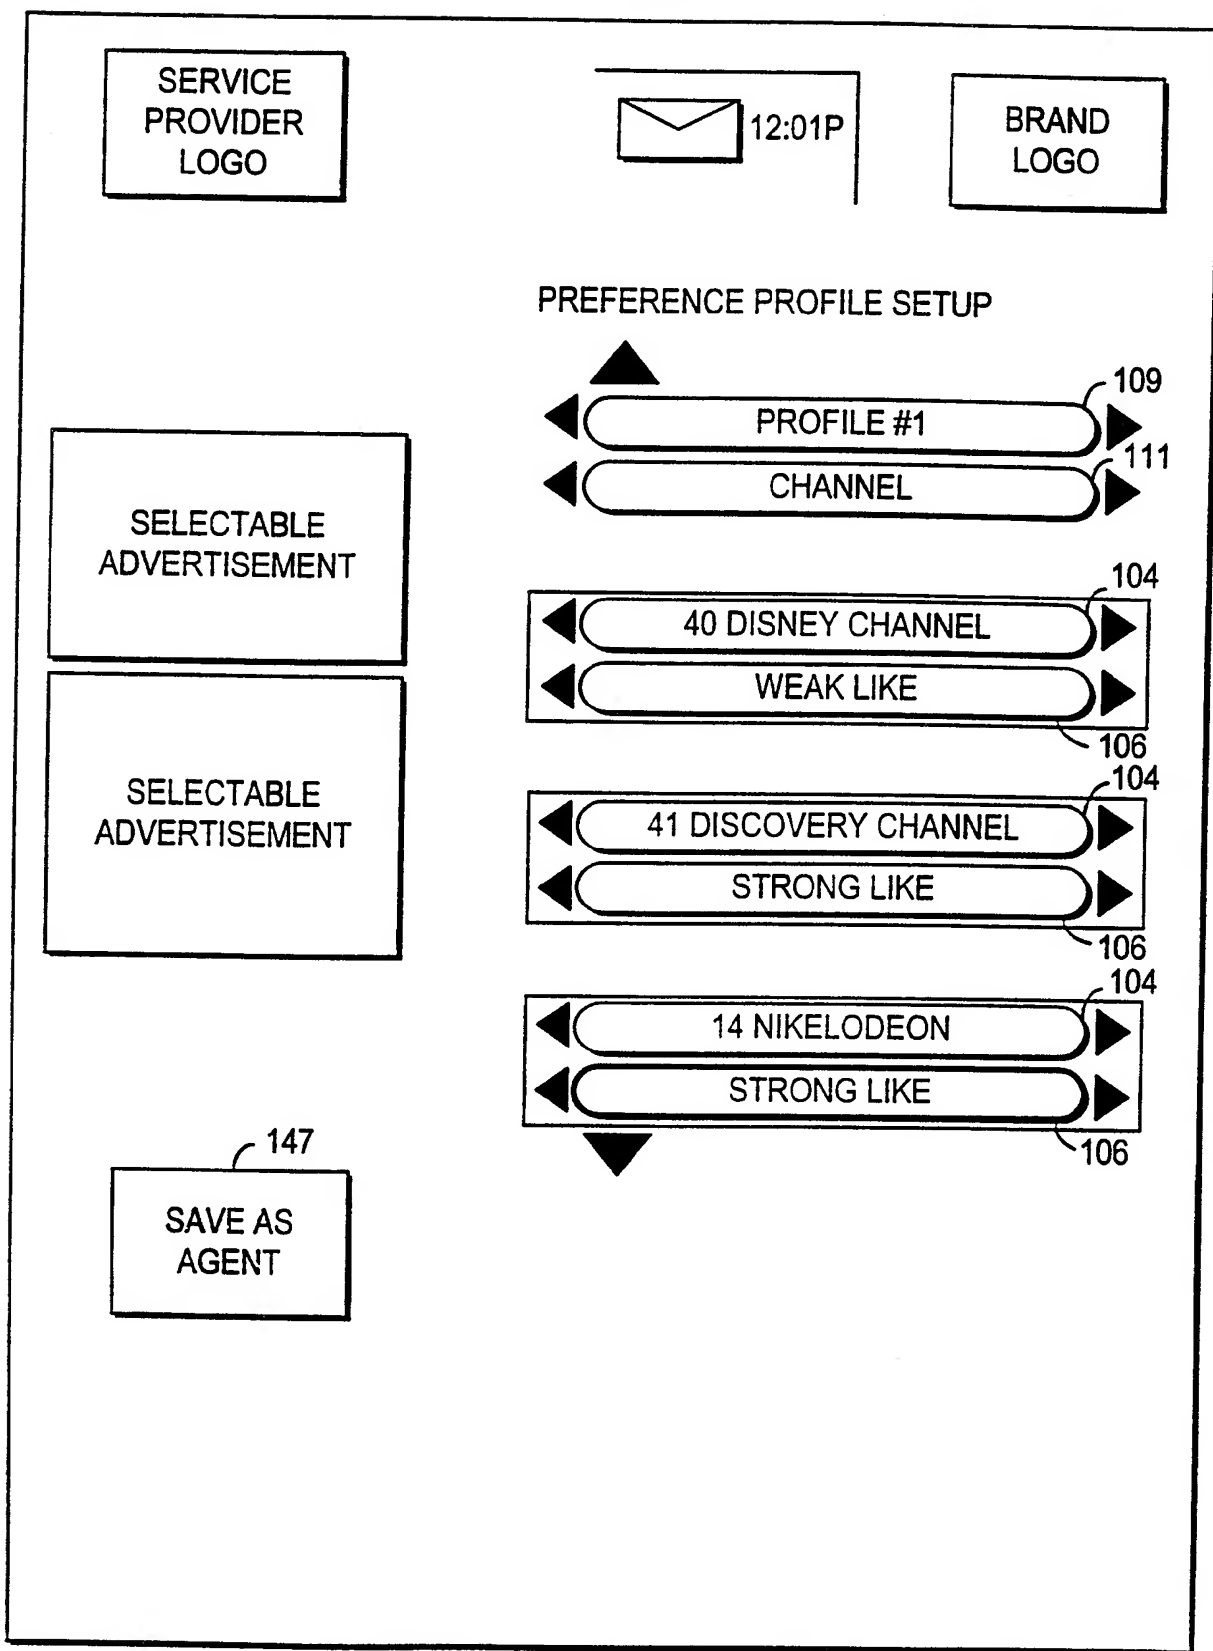 SERVICE
PROVIDER
LOGO
12:01P
BRAND
LOGO
PREFERENCE PROFILE SETUP
109
PROFILE #1
111
CHANNEL
SELECTABLE
ADVERTISEMENT
104
40 DISNEY CHANNEL
WEAK LIKE
106
SELECTABLE
ADVERTISEMENT
104
41 DISCOVERY CHANNEL
STRONG LIKE
106
104
14 NIKELODEON
STRONG LIKE
106
147
SAVE AS
AGENT